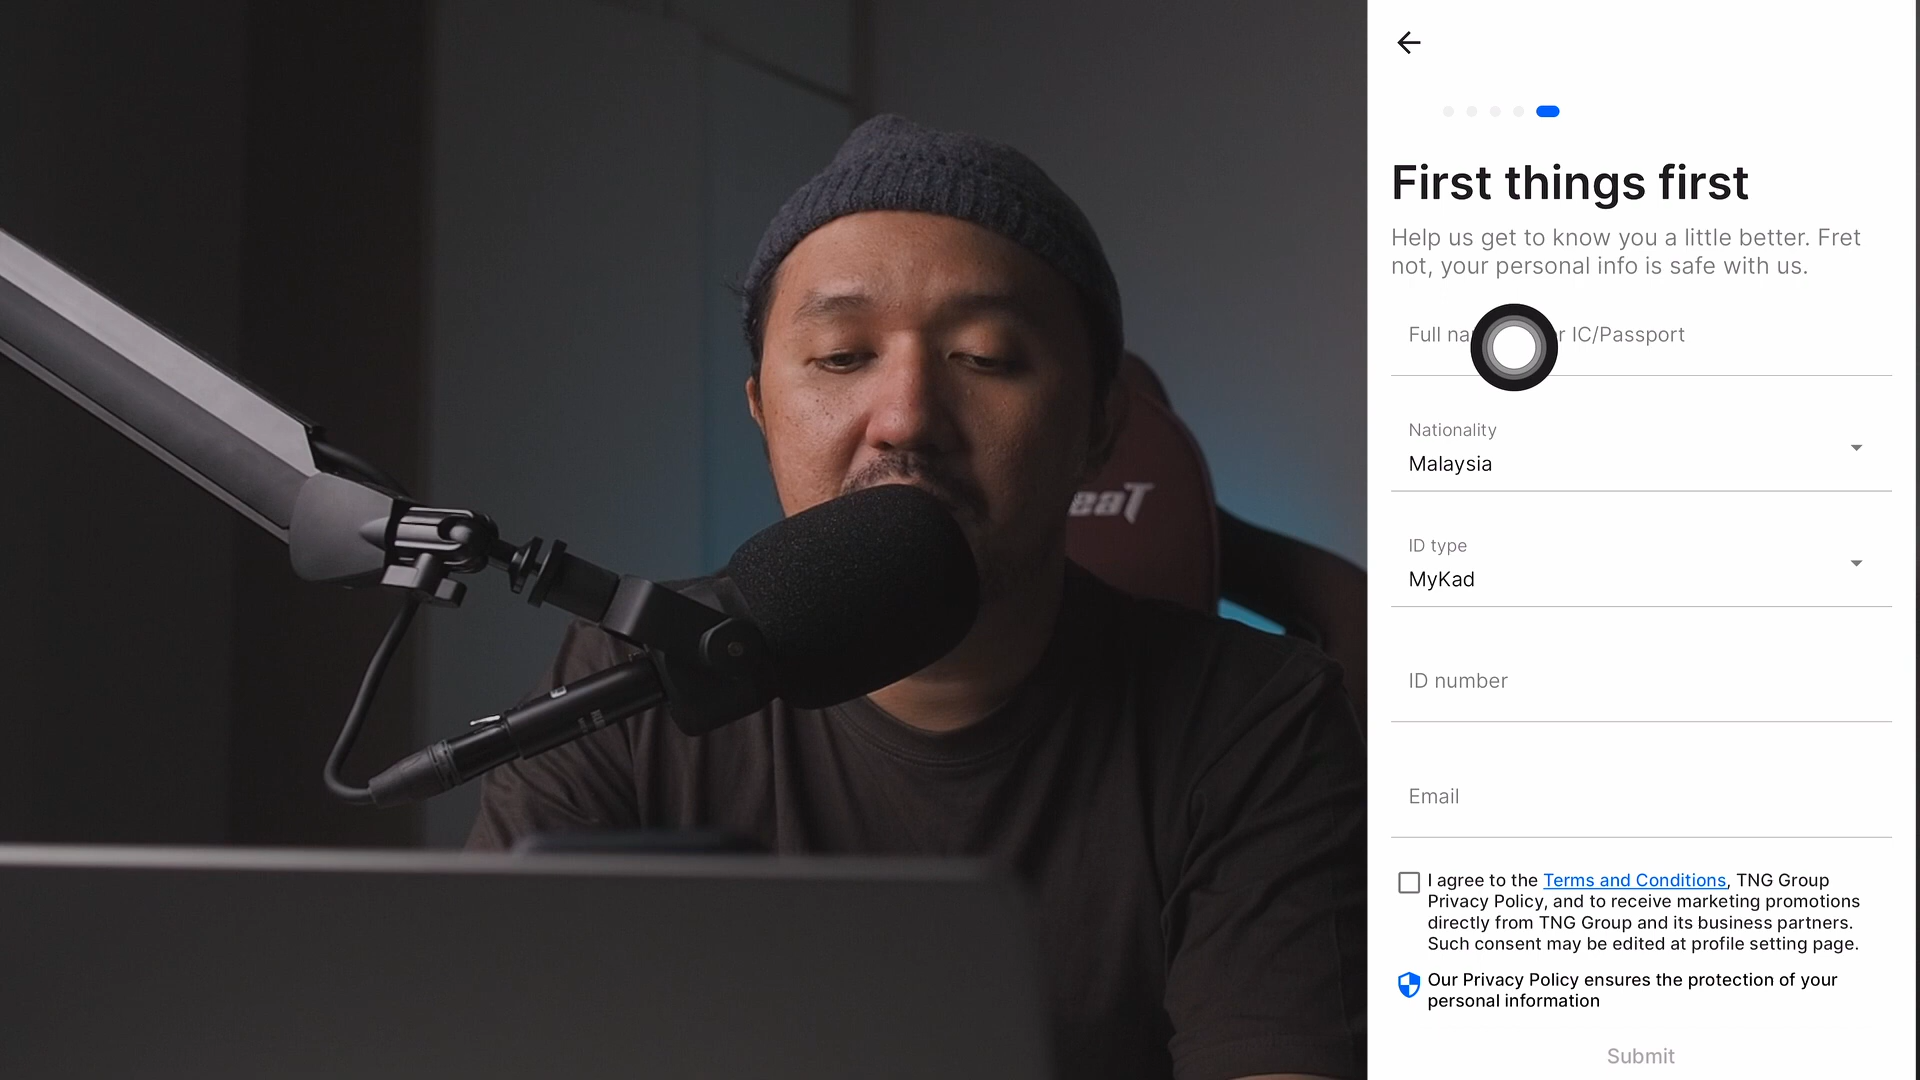 First things first
Help us get to know you a little better. Fret
not, your personal info is safe with us.
Full IC/Passport
Nationality
Malaysia
ID type
MyKad
ID number
Email
I agree to the Terms and Conditions, TNG Group
Privacy Policy, and to receive marketing promotions
directly from TNG Group and its business partners.
Such consent may be edited at profile setting page.
Our Privacy Policy ensures the protection of your
personal information
Submit